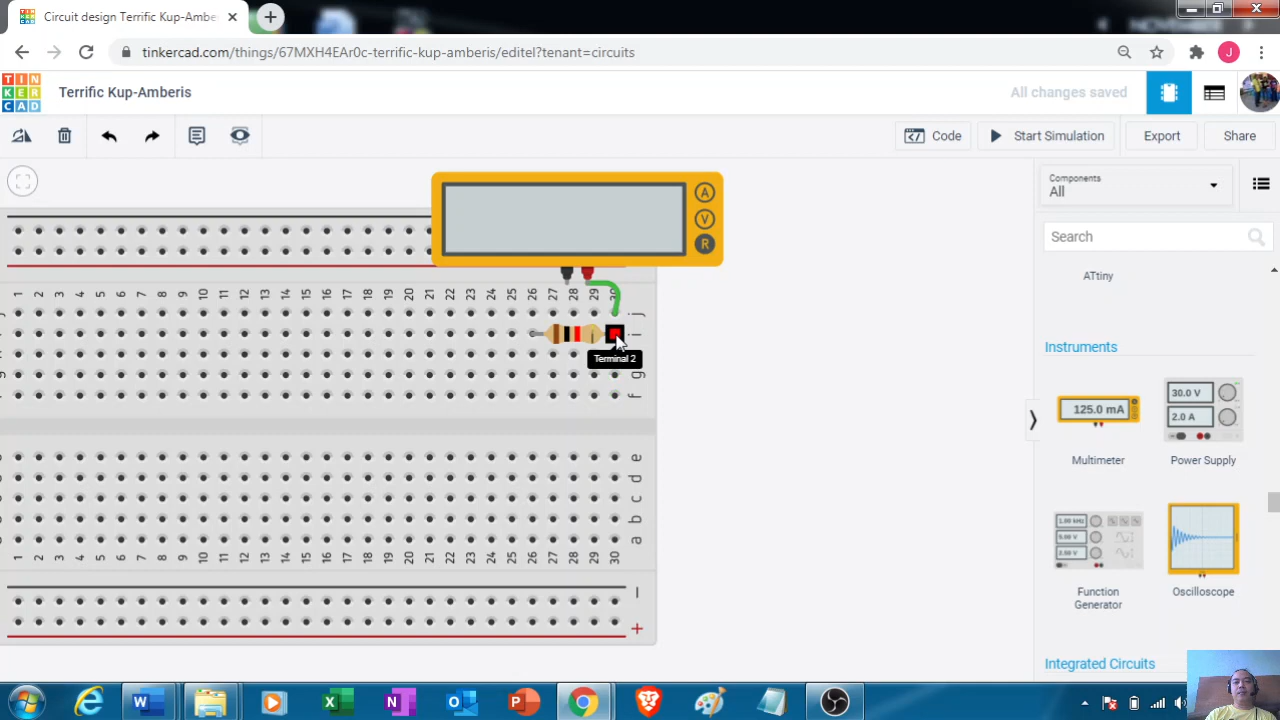 Circuit design Terrific Kup-Ambe
tinkercad.com/things/67MXH4EAr0c-terrific-kup-amberis/editel?tenant=circuits
J
TIN
KER
CAD
Terrific Kup-Amberis
All changes saved
Code
Start Simulation
Export
Share
Components
All
Search
A
V
R
ATtiny
1 2 3 4 5 6 7 8 9 10 11 12 13 14 15 16 17 18 19 20 21 22 23 24 25 26 27 28 29 30
j
i
Terminal 2
g
f
Instruments
125.0 mA
30.0 V
2.0 A
Multimeter
Power Supply
e
d
c
b
a
1 2 3 4 5 6 7 8 9 10 11 12 13 14 15 16 17 18 19 20 21 22 23 24 25 26 27 28 29 30
Function
Generator
Oscilloscope
Integrated Circuits